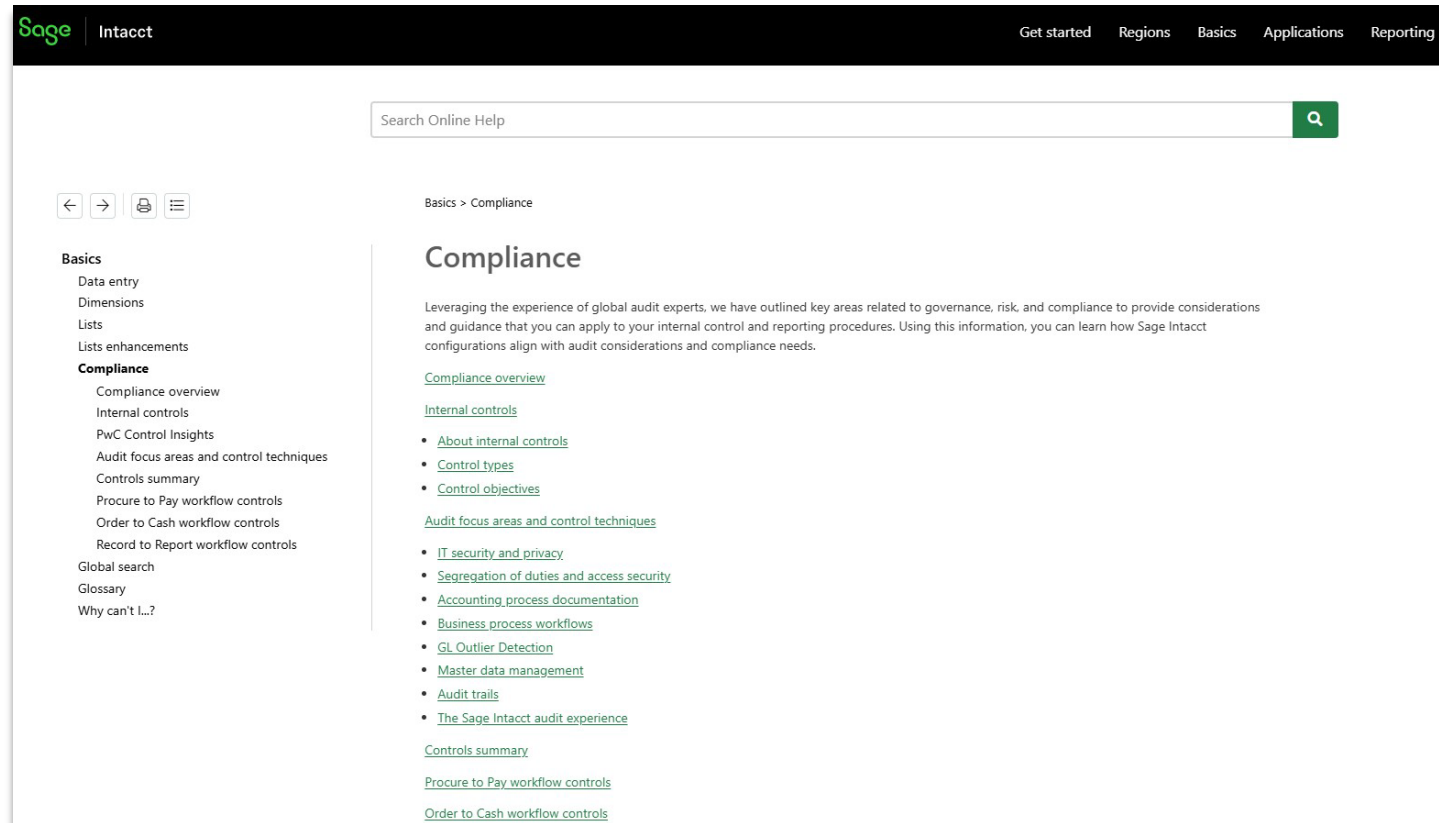 Sage Intacct
Get started Regions Basics Applications Reporting
Search Online Help
Basics > Compliance
Basics
Data entry
Dimensions
Lists
Lists enhancements
Compliance
Compliance overview
Internal controls
PwC Control Insights
Audit focus areas and control techniques
Controls summary
Procure to Pay workflow controls
Order to Cash workflow controls
Record to Report workflow controls
Global search
Glossary
Why can't I...?
Compliance
Leveraging the experience of global audit experts, we have outlined key areas related to governance, risk, and compliance to provide considerations
and guidance that you can apply to your internal control and reporting procedures. Using this information, you can learn how Sage Intacct
configurations align with audit considerations and compliance needs.
Compliance overview
Internal controls
• About internal controls
• Control types
• Control objectives
Audit focus areas and control techniques
• IT security and privacy
• Segregation of duties and access security
• Accounting process documentation
• Business process workflows
• GL Outlier Detection
• Master data management
• Audit trails
• The Sage Intacct audit experience
Controls summary
Procure to Pay workflow controls
Order to Cash workflow controls